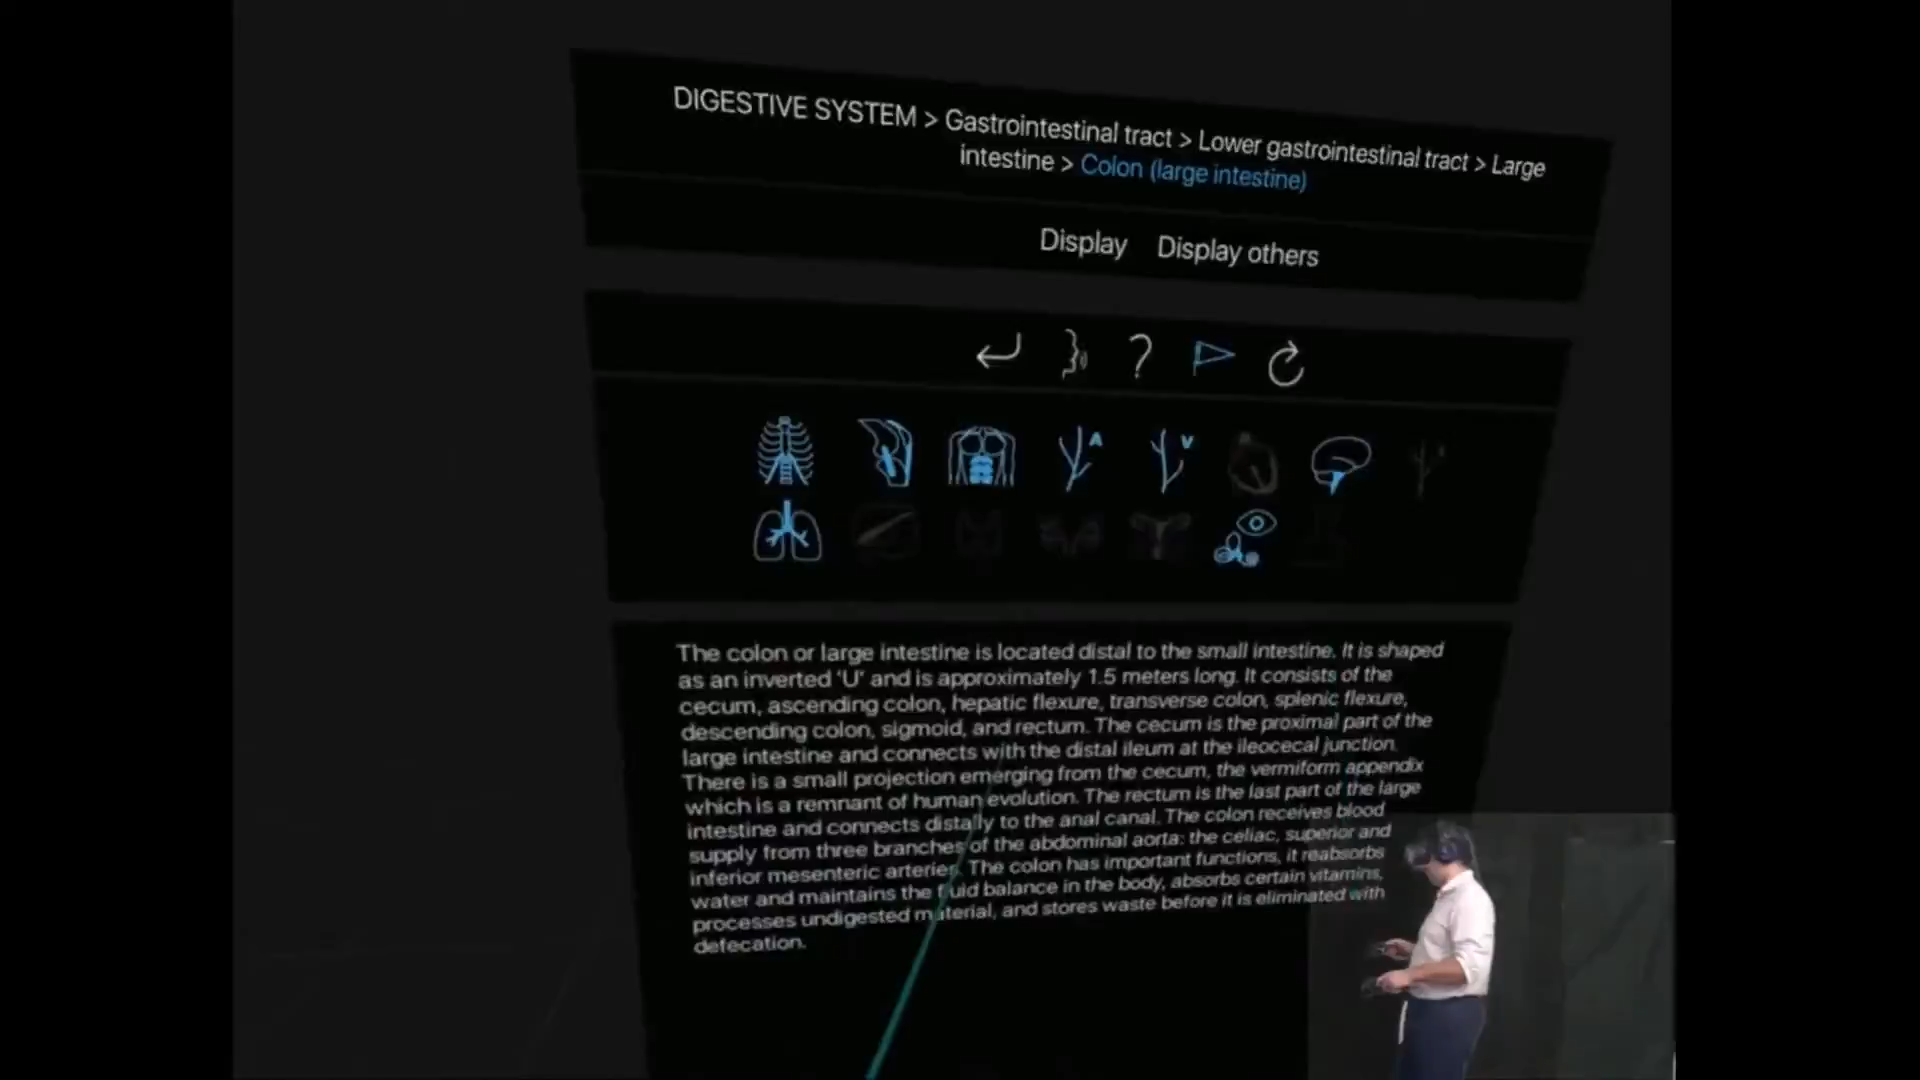 DIGESTIVE SYSTEM > Gastrointestinal tract > Lower gastrointestinal tract > Large
intestine > Colon (large intestine)
Display Display others
?
A V
The colon or large intestine is located distal to the small intestine. It is shaped
as an inverted 'U' and is approximately 1.5 meters long. It consists of the
cecum, ascending colon, hepatic flexure, transverse colon, splenic flexure,
descending colon, sigmoid, and rectum. The cecum is the proximal part of the
large intestine and connects with the distal ileum at the ileocecal junction.
There is a small projection emerging from the cecum, the vermiform appendix
which is a remnant of human evolution. The rectum is the last part of the large
intestine and connects distally to the anal canal. The colon receives blood
supply from three branches of the abdominal aorta: the celiac, superior and
inferior mesenteric arteries. The colon has important functions, it reabsorbs
water and maintains the fluid balance in the body, absorbs certain vitamins,
processes undigested material, and stores waste before it is eliminated with
defecation.